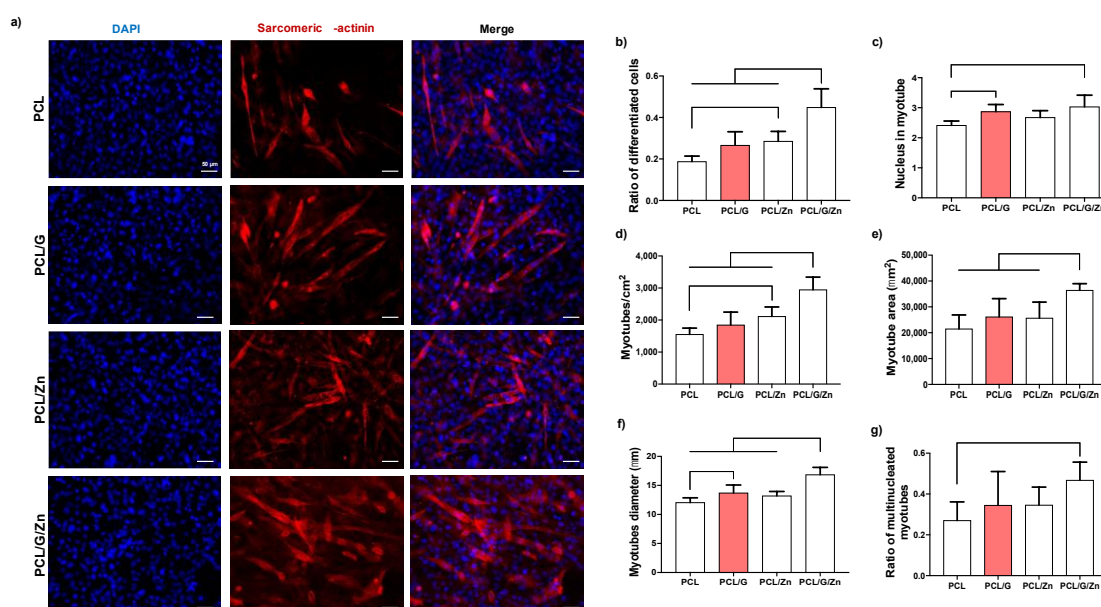 a)
DAPI
Sarcomeric -actinin
Merge
PCL
50 µm
PCL/G
PCL/Zn
PCL/G/Zn
b)
Ratio of differentiated cells
0.6
0.4
0.2
0.0
PCL PCL/G PCL/Zn PCL/G/Zn
c)
Nucleus in myotube
4
3
2
1
0
PCL PCL/G PCL/Zn PCL/G/Zn
d)
Myotubes/cm²
4,000
3,000
2,000
1,000
0
PCL PCL/G PCL/Zn PCL/G/Zn
e)
Myotube area (mm²)
50,000
40,000
30,000
20,000
10,000
0
PCL PCL/G PCL/Zn PCL/G/Zn
f)
Myotubes diameter (mm)
20
15
10
5
0
PCL PCL/G PCL/Zn PCL/G/Zn
g)
Ratio of multinucleated
myotubes
0.6
0.4
0.2
0.0
PCL PCL/G PCL/Zn PCL/G/Zn